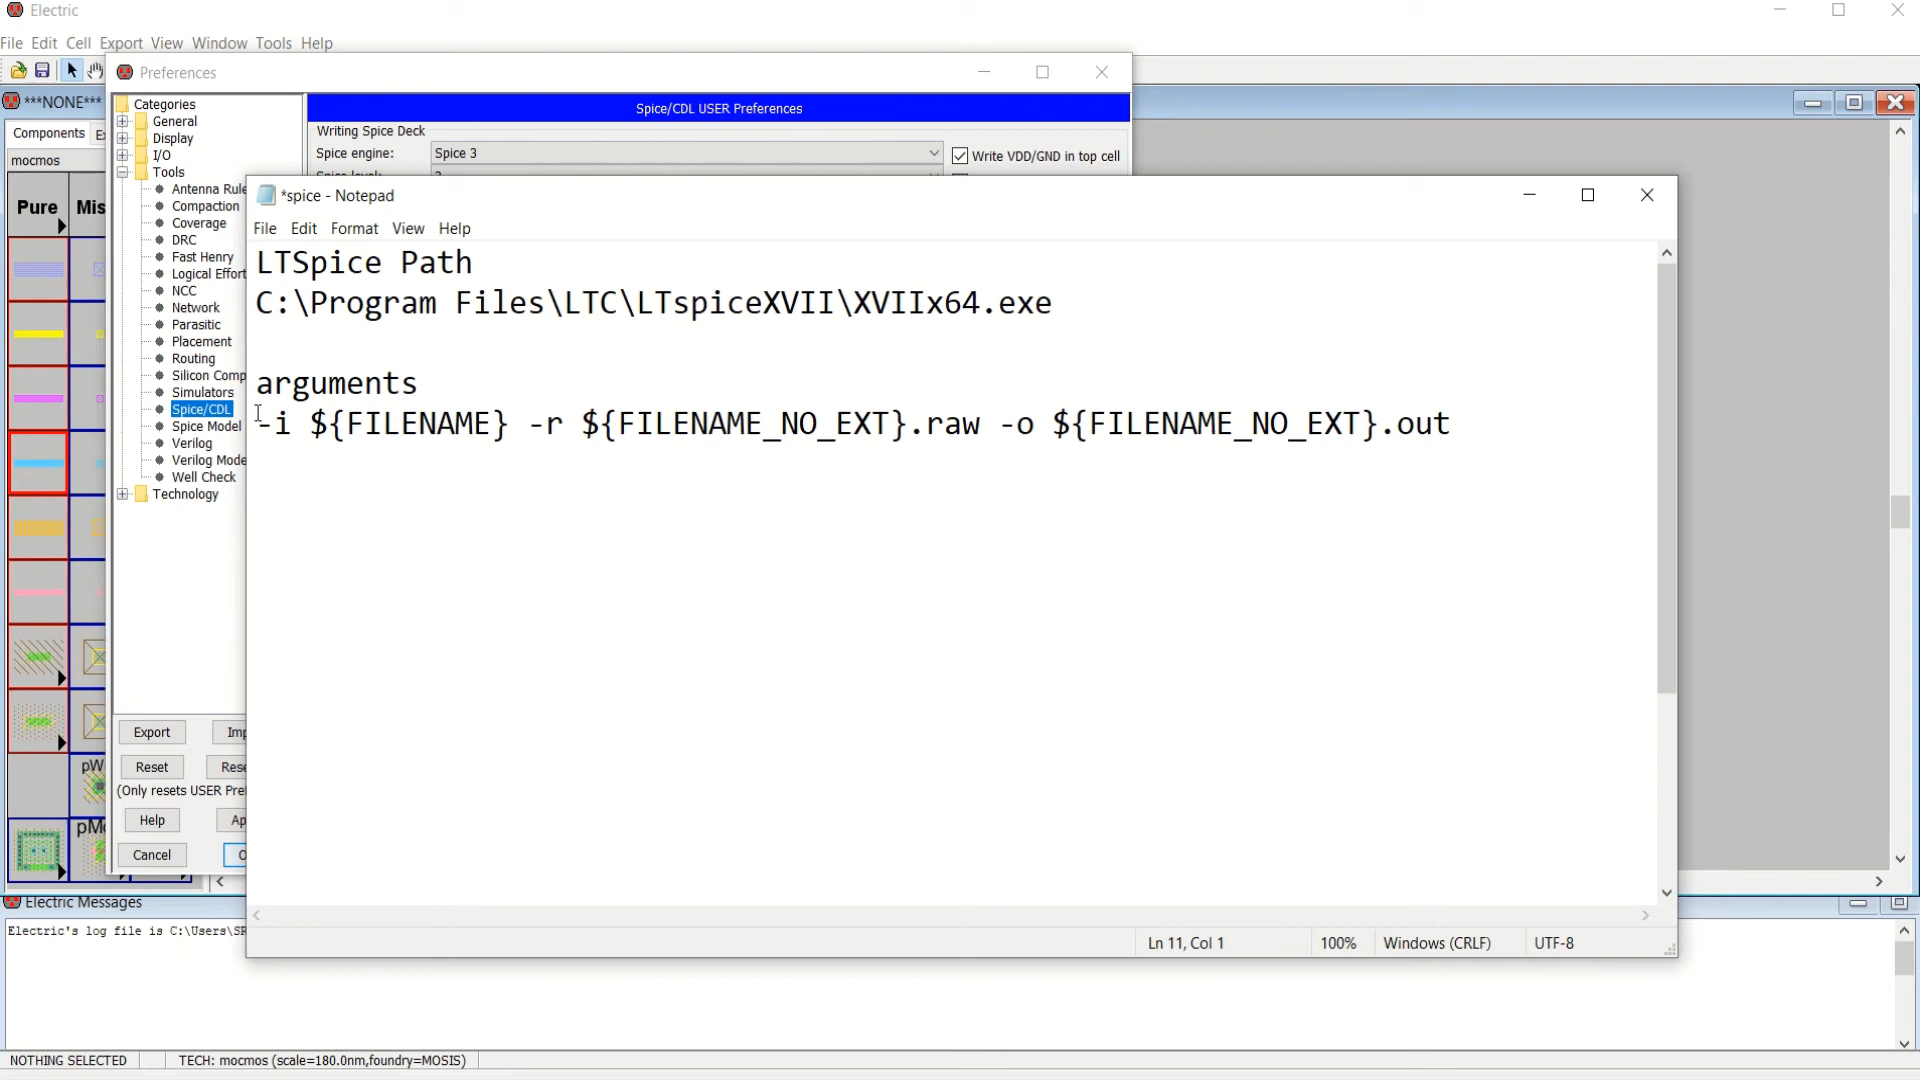 Electric
File Edit Cell Export View Window Tools Help
Preferences
***NONE***
Components
mocmos
Pure
Mis
pW
pM
Categories
General
Display
I/O
Tools
Antenna Rule
Compaction
Coverage
DRC
Fast Henry
Logical Effort
NCC
Network
Parasitic
Placement
Routing
Silicon Comp
Simulators
Spice/CDL
Spice Model
Verilog
Verilog Mode
Well Check
Technology
Export
Imp
Reset
Rese
(Only resets USER Pref
Help
Ap
Cancel
O
Spice/CDL USER Preferences
Writing Spice Deck
Spice engine:
Spice 3
Write VDD/GND in top cell
*spice - Notepad
File Edit Format View Help
LTSpice Path
C:\Program Files\LTC\LTspiceXVII\XVIIx64.exe
arguments
-i ${FILENAME} -r ${FILENAME_NO_EXT}.raw -o ${FILENAME_NO_EXT}.out
Ln 11, Col 1
100%
Windows (CRLF)
UTF-8
Electric Messages
Electric's log file is C:\Users\SR
NOTHING SELECTED
TECH: mocmos (scale=180.0nm,foundry=MOSIS)